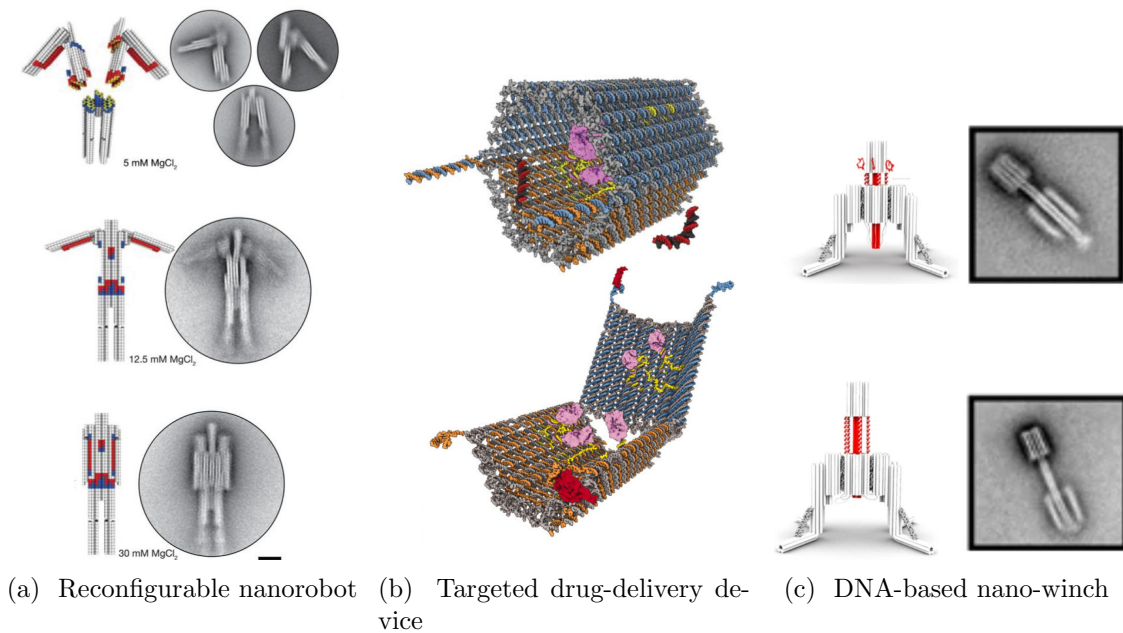 5 mM MgCl₂
12.5 mM MgCl₂
30 mM MgCl₂
(a) Reconfigurable nanorobot
(b) Targeted drug-delivery de-
vice
(c) DNA-based nano-winch